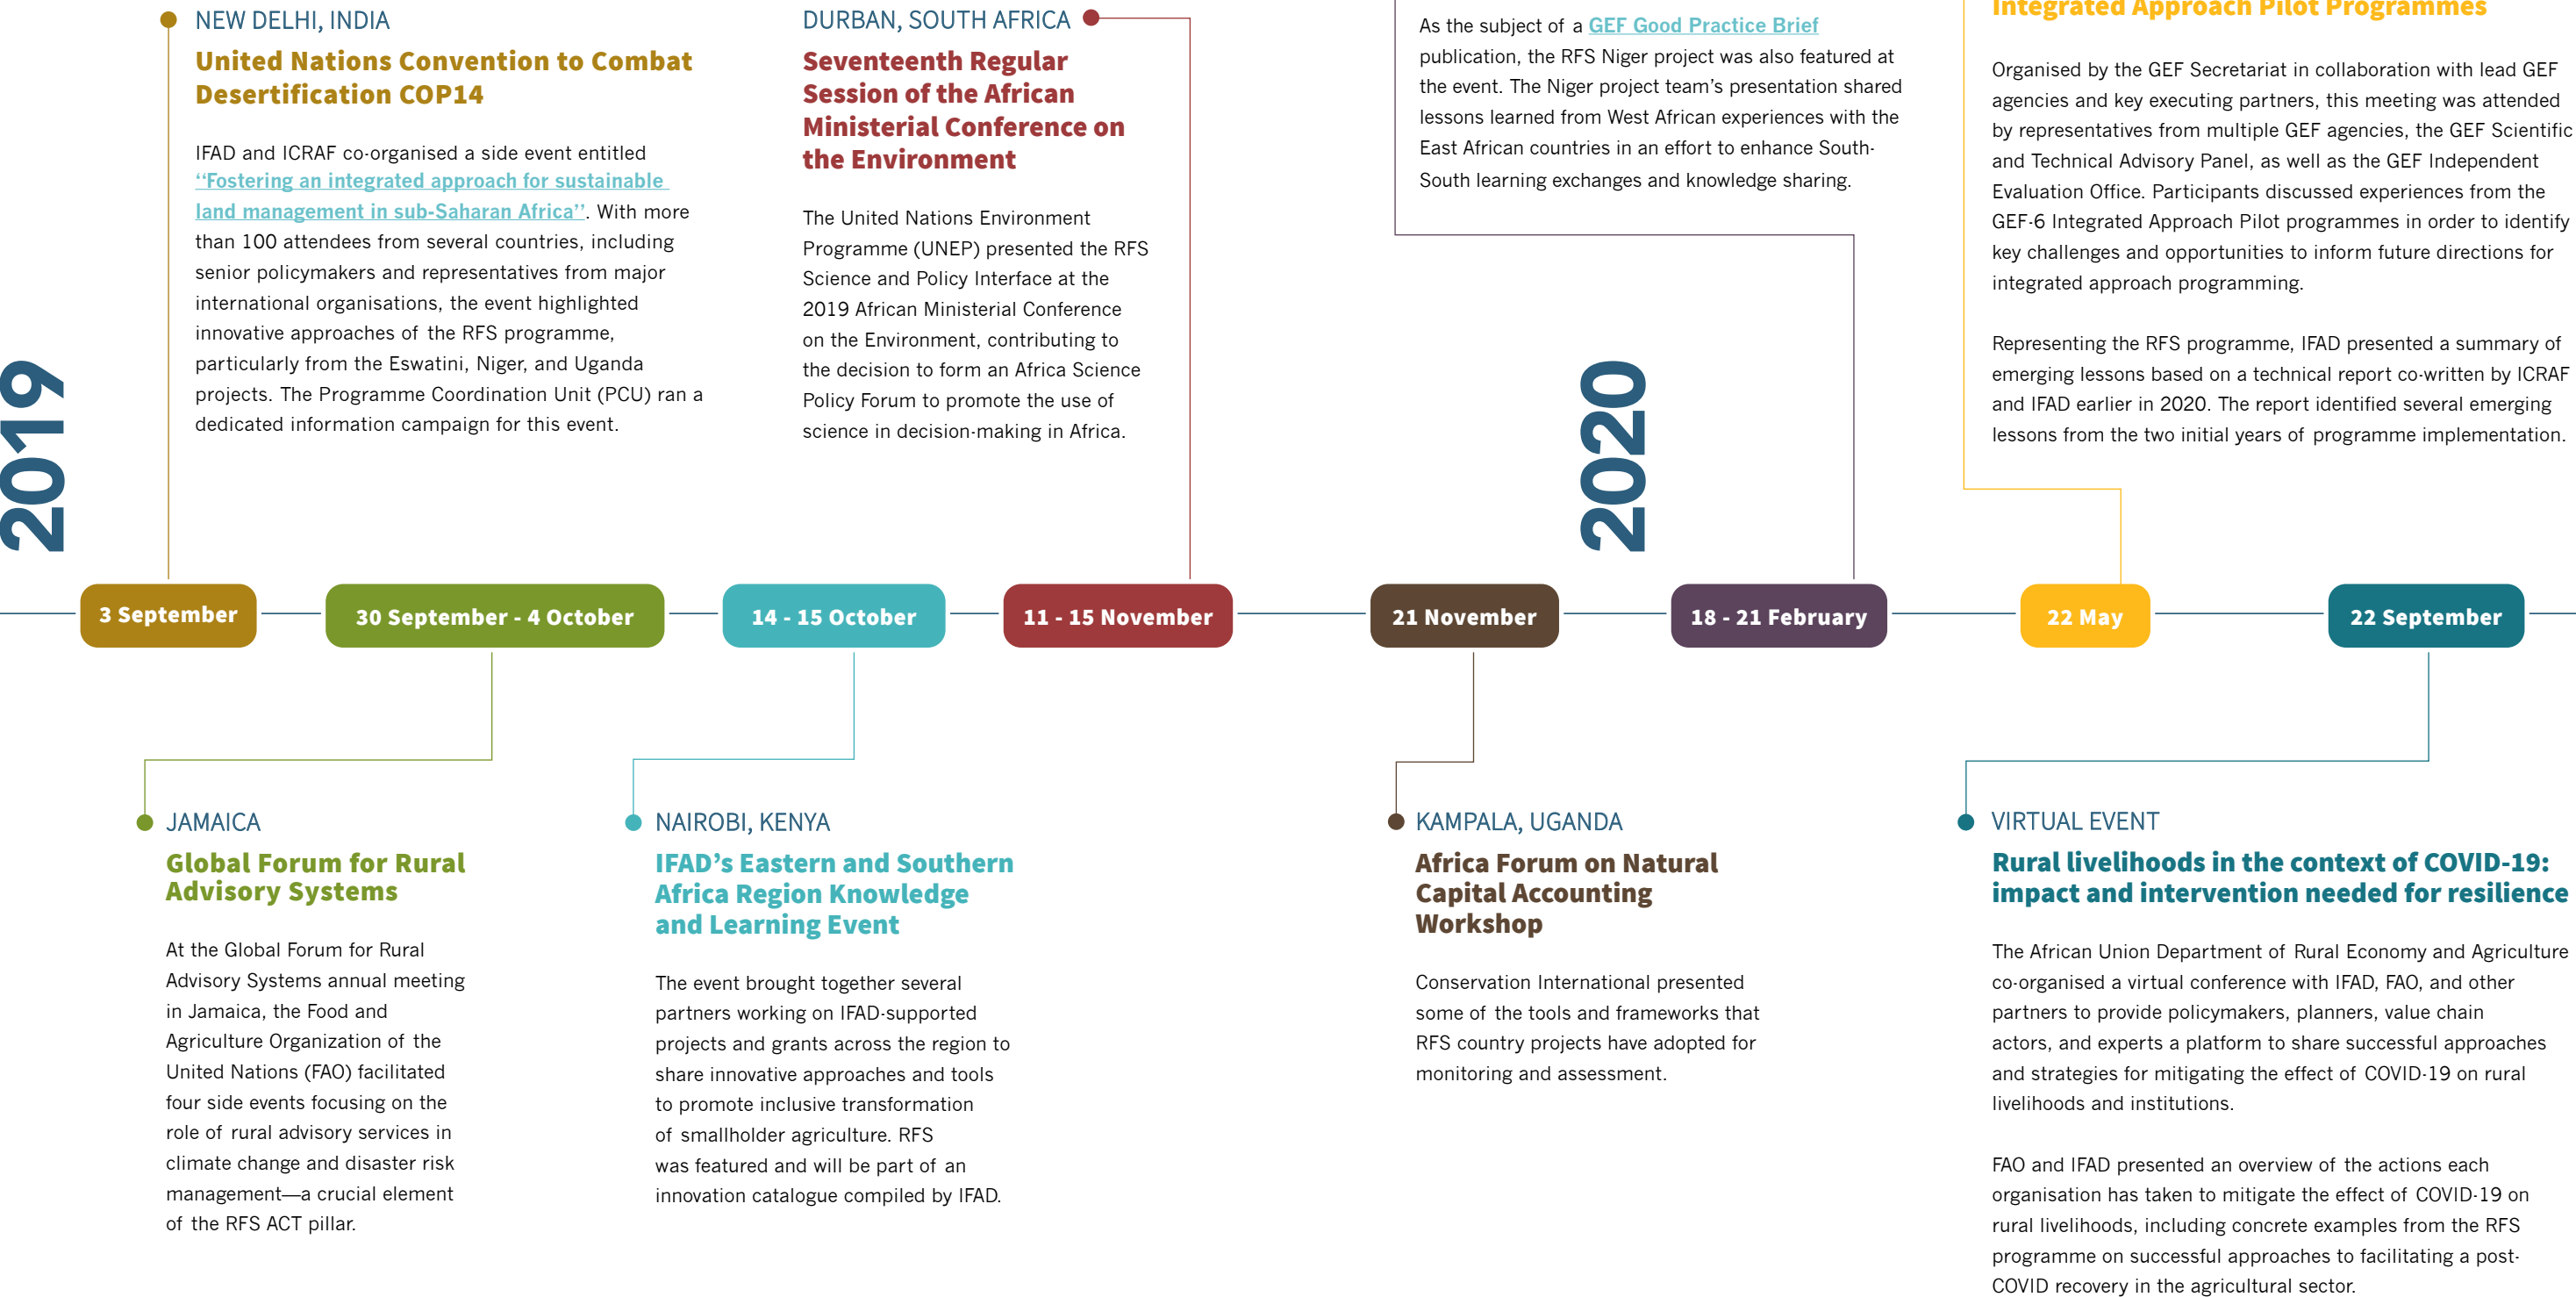 NEW DELHI, INDIA
United Nations Convention to Combat
Desertification COP14
IFAD and ICRAF co-organised a side event entitled
“Fostering an integrated approach for sustainable
land management in sub-Saharan Africa”. With more
than 100 attendees from several countries, including
senior policymakers and representatives from major
international organisations, the event highlighted
innovative approaches of the RFS programme,
particularly from the Eswatini, Niger, and Uganda
projects. The Programme Coordination Unit (PCU) ran a
dedicated information campaign for this event.
DURBAN, SOUTH AFRICA
Seventeenth Regular
Session of the African
Ministerial Conference on
the Environment
The United Nations Environment
Programme (UNEP) presented the RFS
Science and Policy Interface at the
2019 African Ministerial Conference
on the Environment, contributing to
the decision to form an Africa Science
Policy Forum to promote the use of
science in decision-making in Africa.
As the subject of a GEF Good Practice Brief
publication, the RFS Niger project was also featured at
the event. The Niger project team’s presentation shared
lessons learned from West African experiences with the
East African countries in an effort to enhance South-
South learning exchanges and knowledge sharing.
Integrated Approach Pilot Programmes
Organised by the GEF Secretariat in collaboration with lead GEF
agencies and key executing partners, this meeting was attended
by representatives from multiple GEF agencies, the GEF Scientific
and Technical Advisory Panel, as well as the GEF Independent
Evaluation Office. Participants discussed experiences from the
GEF-6 Integrated Approach Pilot programmes in order to identify
key challenges and opportunities to inform future directions for
integrated approach programming.
Representing the RFS programme, IFAD presented a summary of
emerging lessons based on a technical report co-written by ICRAF
and IFAD earlier in 2020. The report identified several emerging
lessons from the two initial years of programme implementation.
2019
2020
3 September
30 September - 4 October
14 - 15 October
11 - 15 November
21 November
18 - 21 February
22 May
22 September
JAMAICA
Global Forum for Rural
Advisory Systems
At the Global Forum for Rural
Advisory Systems annual meeting
in Jamaica, the Food and
Agriculture Organization of the
United Nations (FAO) facilitated
four side events focusing on the
role of rural advisory services in
climate change and disaster risk
management—a crucial element
of the RFS ACT pillar.
NAIROBI, KENYA
IFAD’s Eastern and Southern
Africa Region Knowledge
and Learning Event
The event brought together several
partners working on IFAD-supported
projects and grants across the region to
share innovative approaches and tools
to promote inclusive transformation
of smallholder agriculture. RFS
was featured and will be part of an
innovation catalogue compiled by IFAD.
KAMPALA, UGANDA
Africa Forum on Natural
Capital Accounting
Workshop
Conservation International presented
some of the tools and frameworks that
RFS country projects have adopted for
monitoring and assessment.
VIRTUAL EVENT
Rural livelihoods in the context of COVID-19:
impact and intervention needed for resilience
The African Union Department of Rural Economy and Agriculture
co-organised a virtual conference with IFAD, FAO, and other
partners to provide policymakers, planners, value chain
actors, and experts a platform to share successful approaches
and strategies for mitigating the effect of COVID-19 on rural
livelihoods and institutions.
FAO and IFAD presented an overview of the actions each
organisation has taken to mitigate the effect of COVID-19 on
rural livelihoods, including concrete examples from the RFS
programme on successful approaches to facilitating a post-
COVID recovery in the agricultural sector.